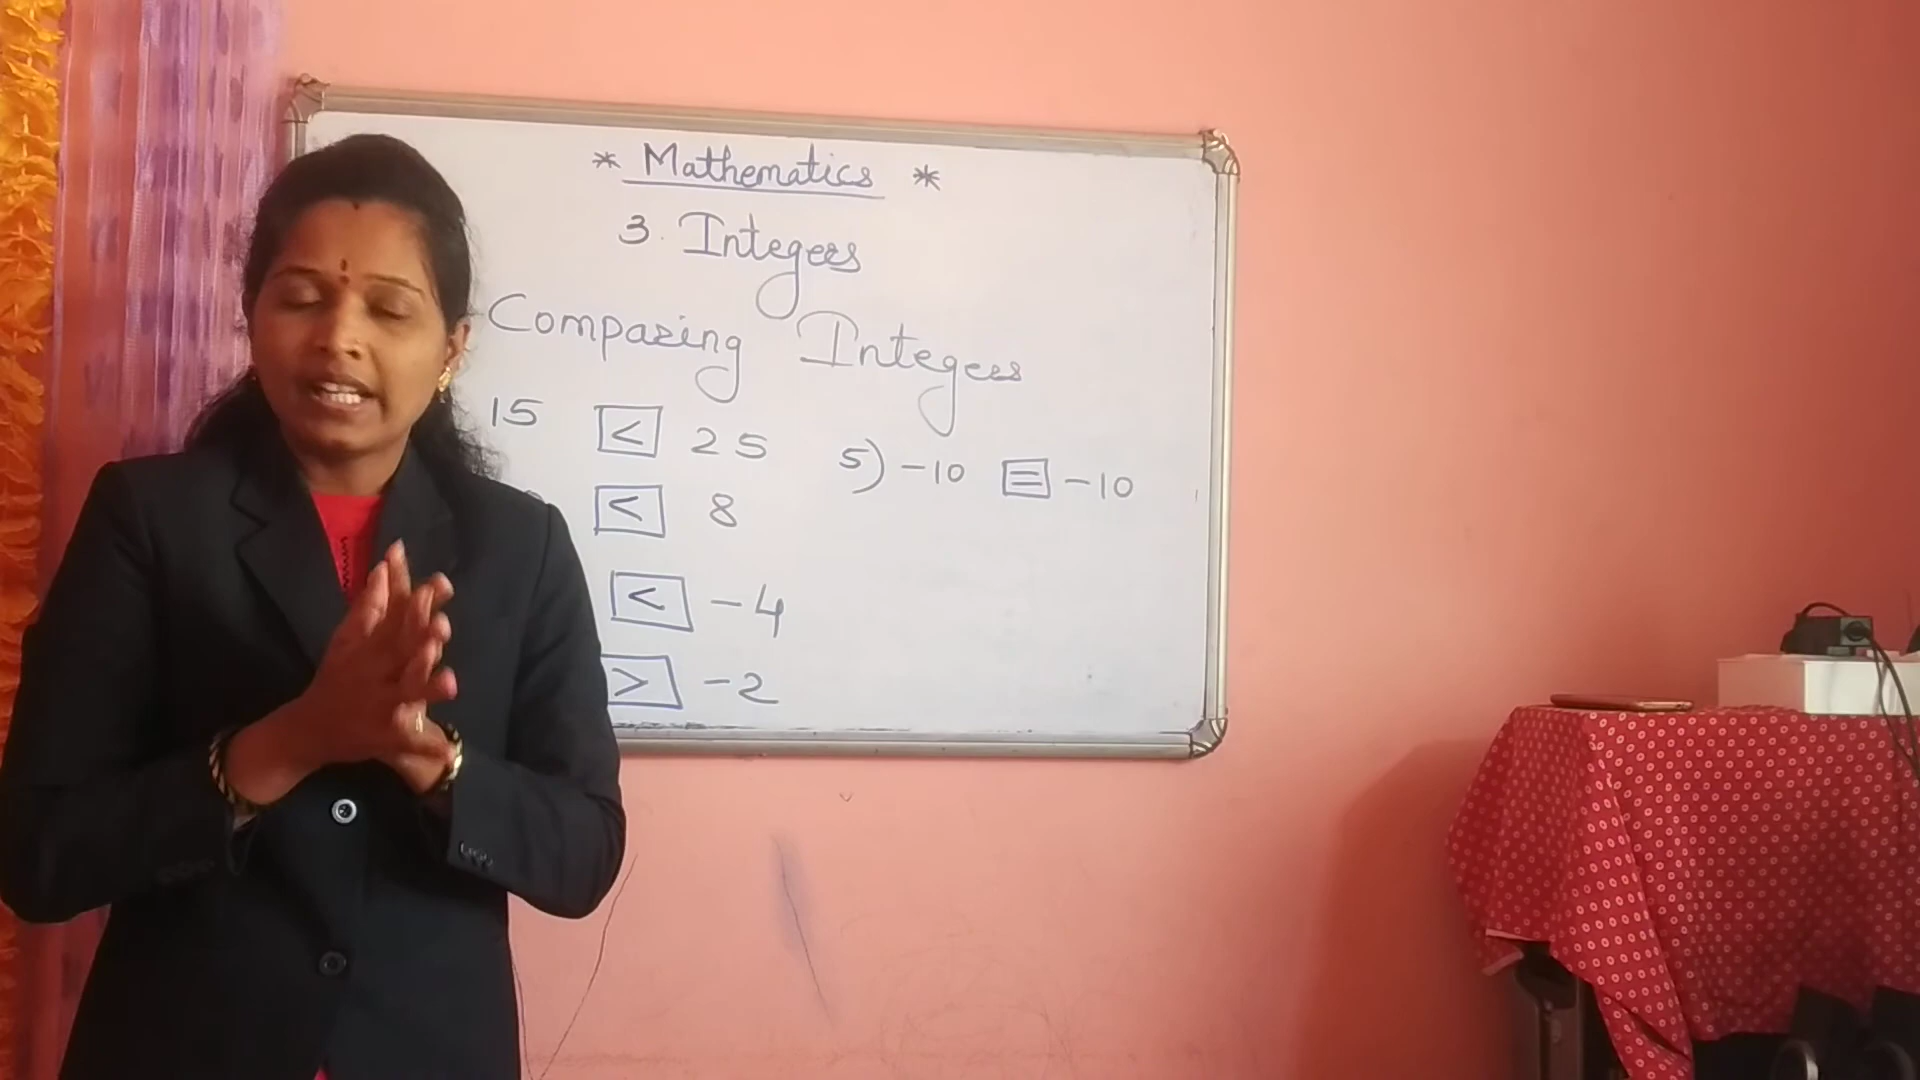 * Mathematics *
3. Integers
Comparing Integers
15 < 25
< 8
< -4
> -2
5) -10 = -10